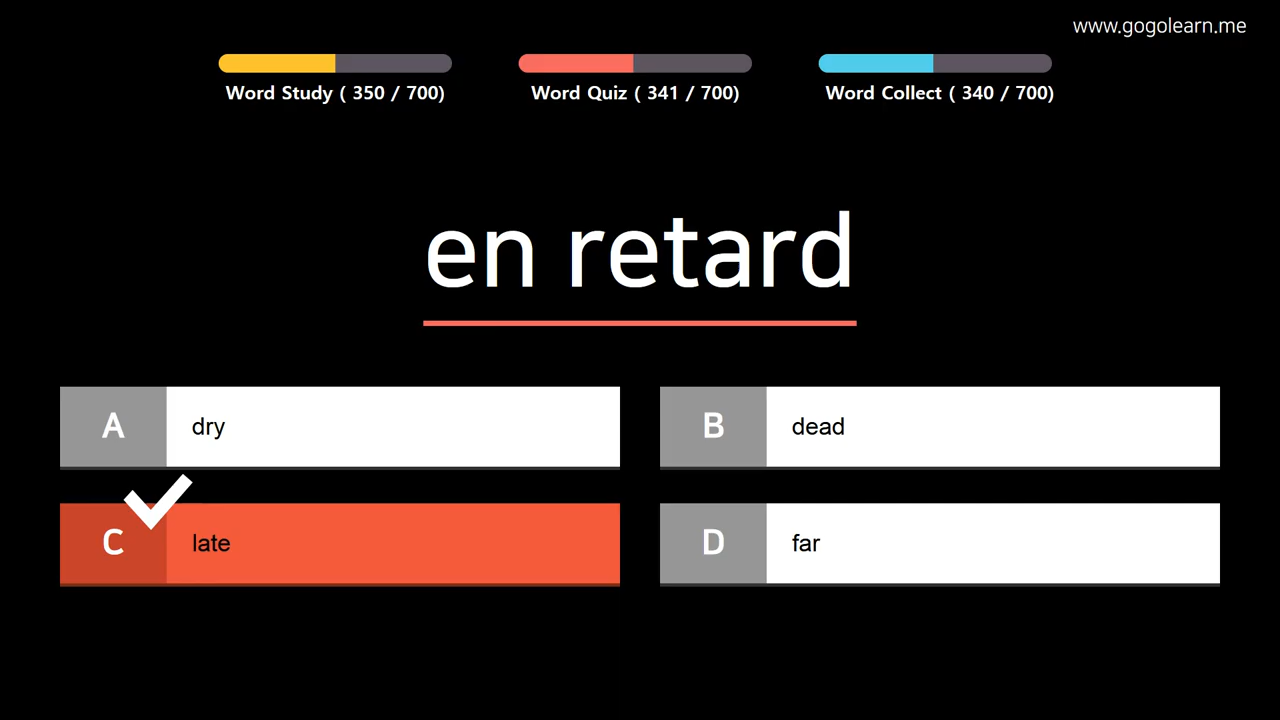 www.gogolearn.me
Word Study ( 350 / 700)
Word Quiz ( 341 / 700)
Word Collect ( 340 / 700)
en retard
A dry
B dead
C late
D far